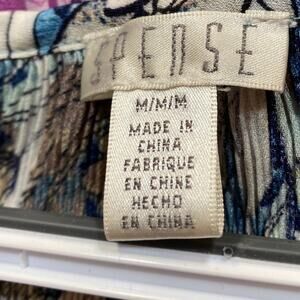 SPENSE
M/M/M
MADE IN
CHINA
FABRIQUE
EN CHINE
HECHO
EN CHINA